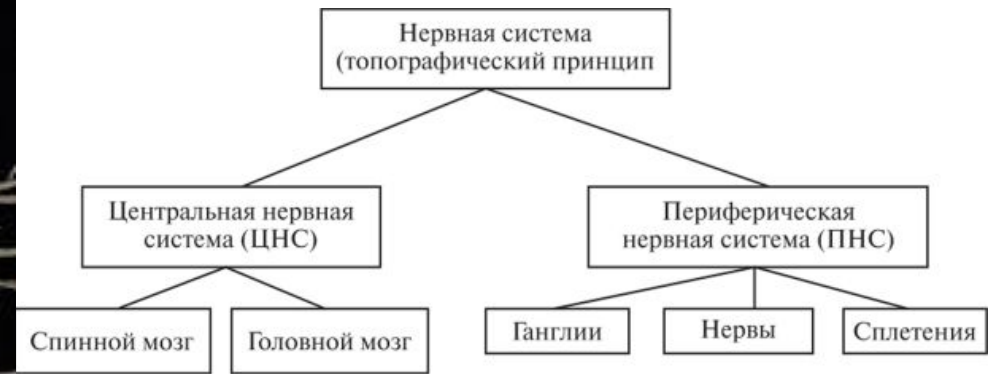 Нервная система
(топографический принцип
Центральная нервная
система (ЦНС)
Периферическая
нервная система (ПНС)
Спинной мозг
Головной мозг
Ганглии
Нервы
Сплетения